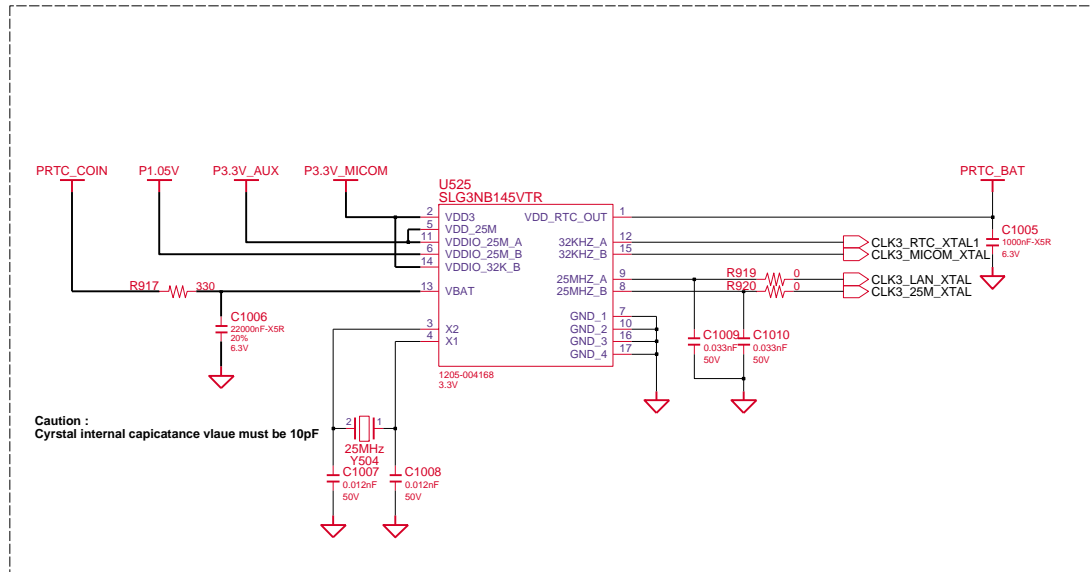 PRTC_COIN P1.05V P3.3V_AUX P3.3V_MICOM PRTC_BAT
U525
SLG3NB145VTR
2 VDD3 VDD_RTC_OUT 1
5 VDD_25M
11 VDDIO_25M_A 32KHZ_A 12 CLK3_RTC_XTAL1
6 VDDIO_25M_B 32KHZ_B 15 CLK3_MICOM_XTAL
14 VDDIO_32K_B
C1005
1000nF-X5R
6.3V
25MHZ_A 9 R919 0 CLK3_LAN_XTAL
R917 330 13 VBAT 25MHZ_B 8 R920 0 CLK3_25M_XTAL
C1006
22000nF-X5R
20%
6.3V
3 X2
4 X1
GND_1 7
GND_2 10
GND_3 16
GND_4 17
C1009
0.033nF
50V
C1010
0.033nF
50V
1205-004168
3.3V
Caution :
Cyrstal internal capicatance vlaue must be 10pF
2 1
25MHz
Y504
C1007
0.012nF
50V
C1008
0.012nF
50V